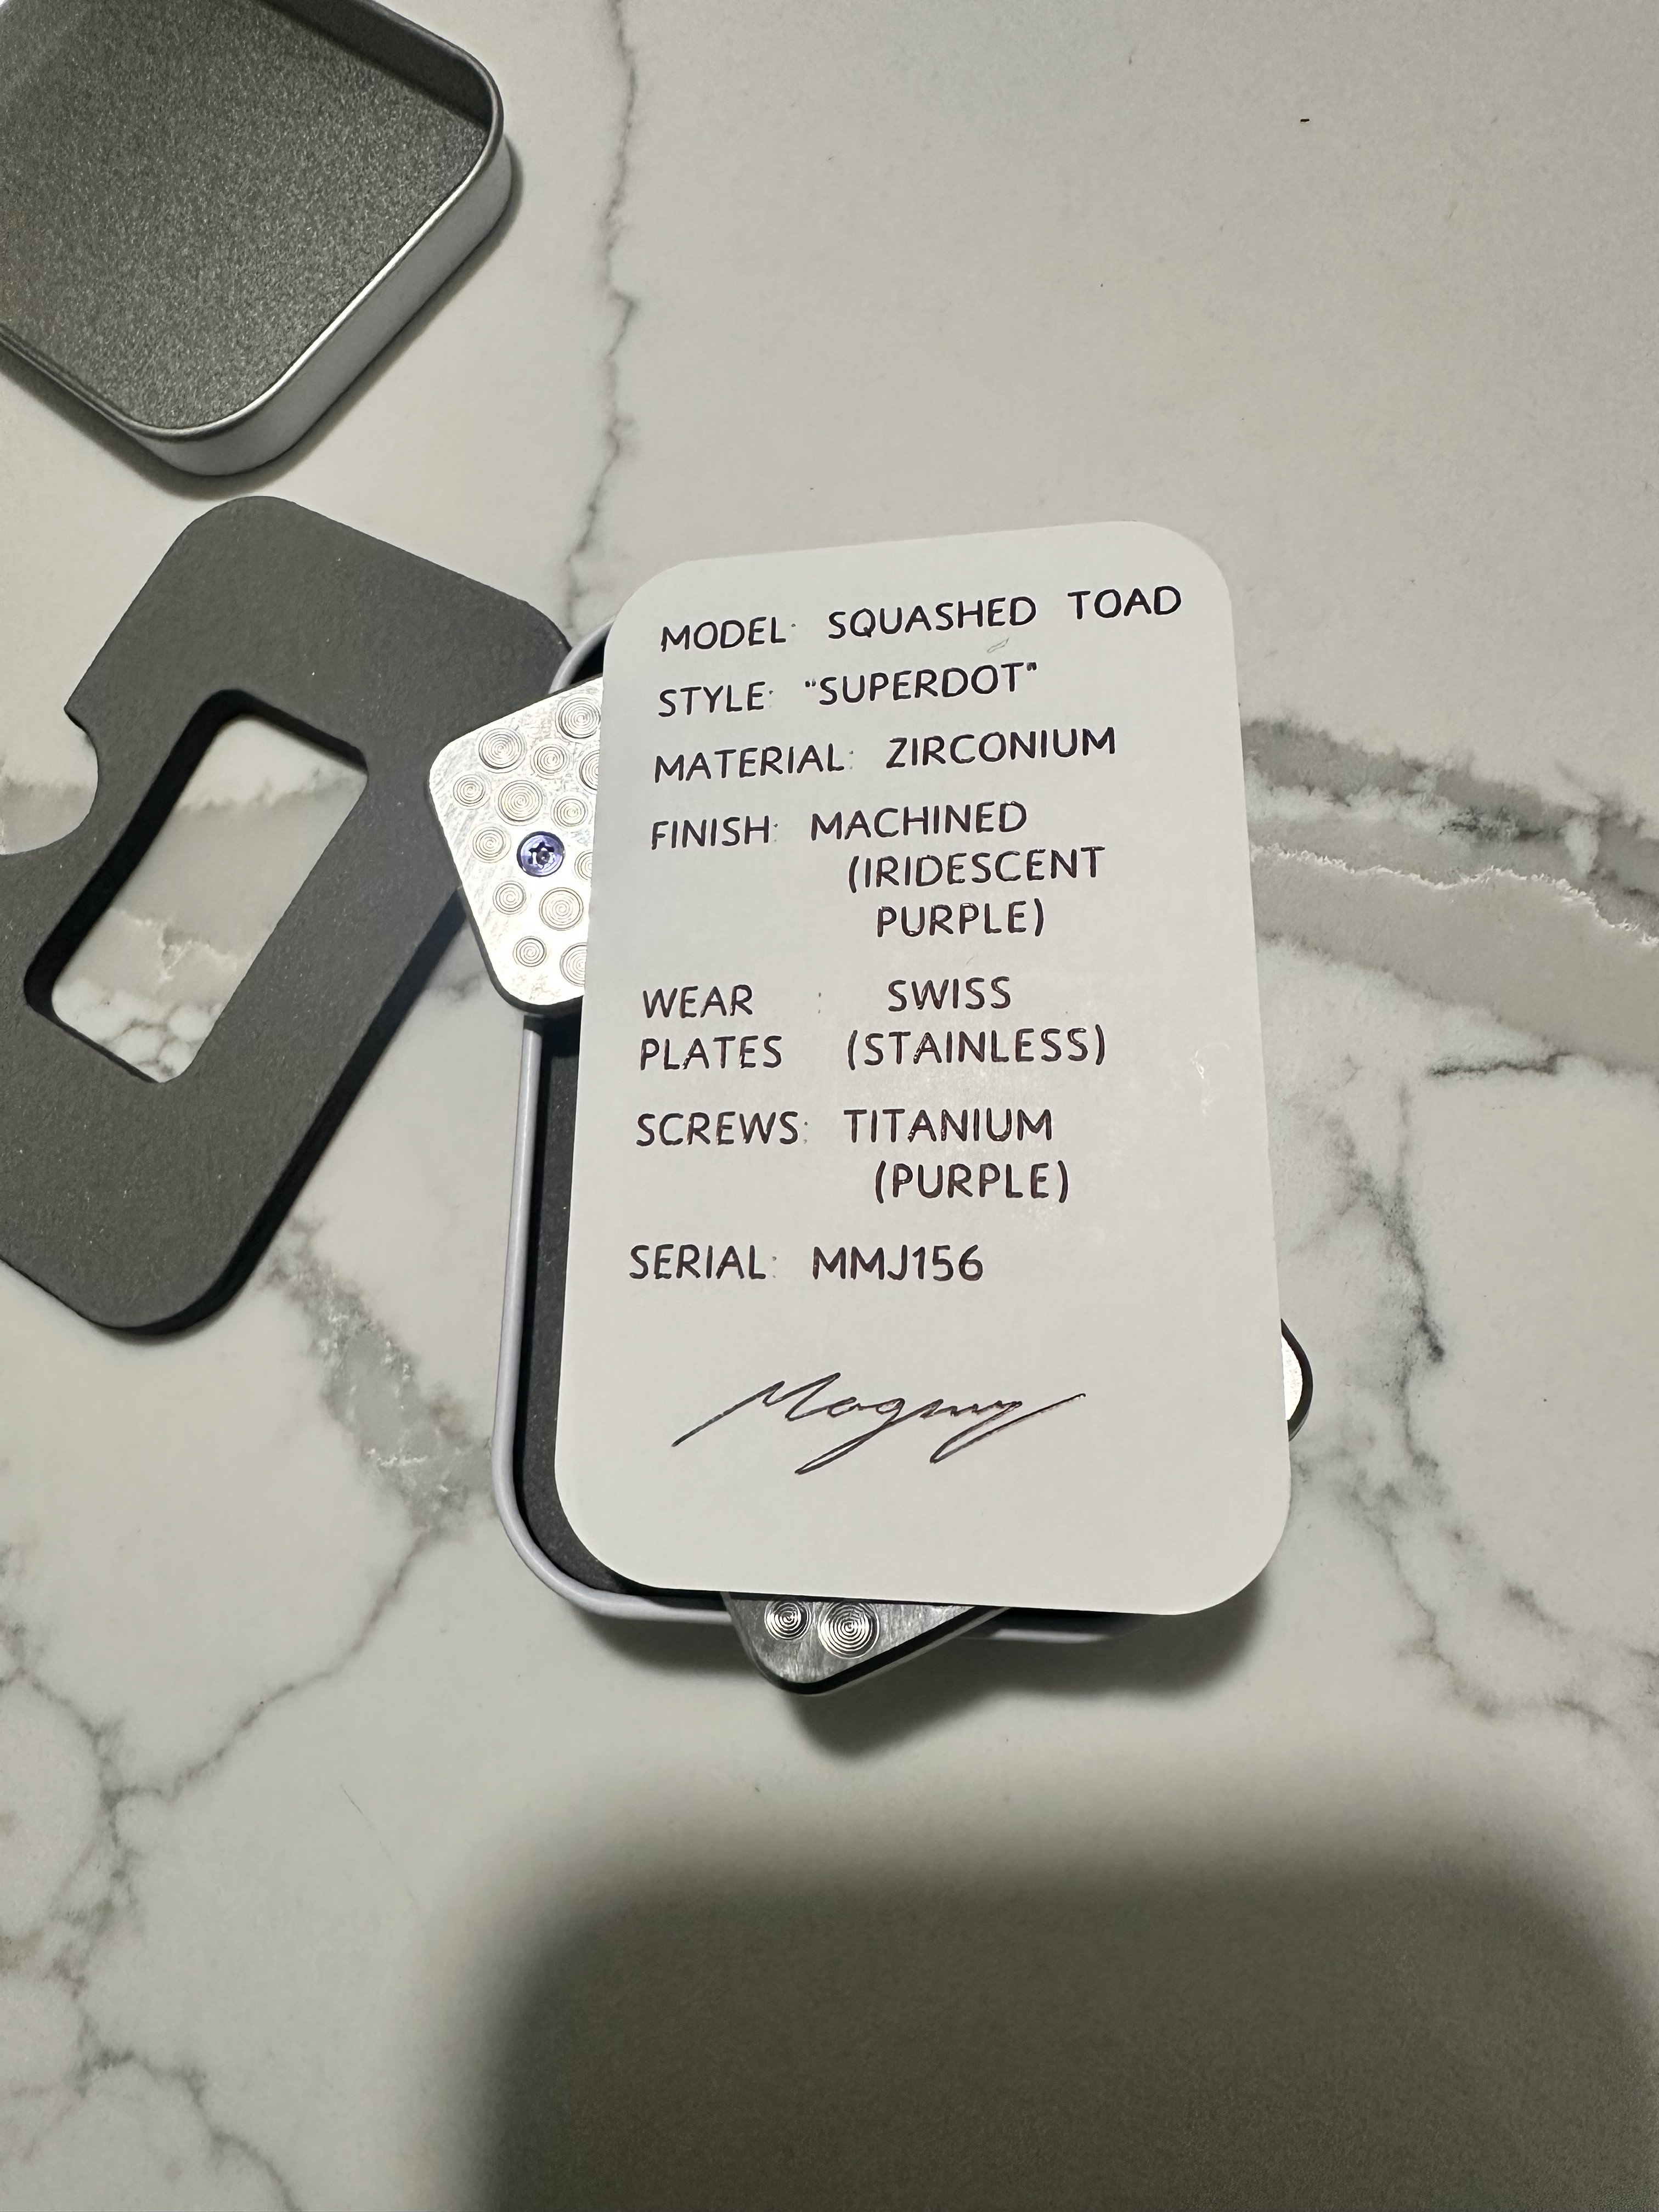 MODEL: SQUASHED TOAD
STYLE: "SUPERDOT"
MATERIAL: ZIRCONIUM
FINISH: MACHINED
(IRIDESCENT
PURPLE)
WEAR : SWISS
PLATES (STAINLESS)
SCREWS: TITANIUM
(PURPLE)
SERIAL: MMJ156